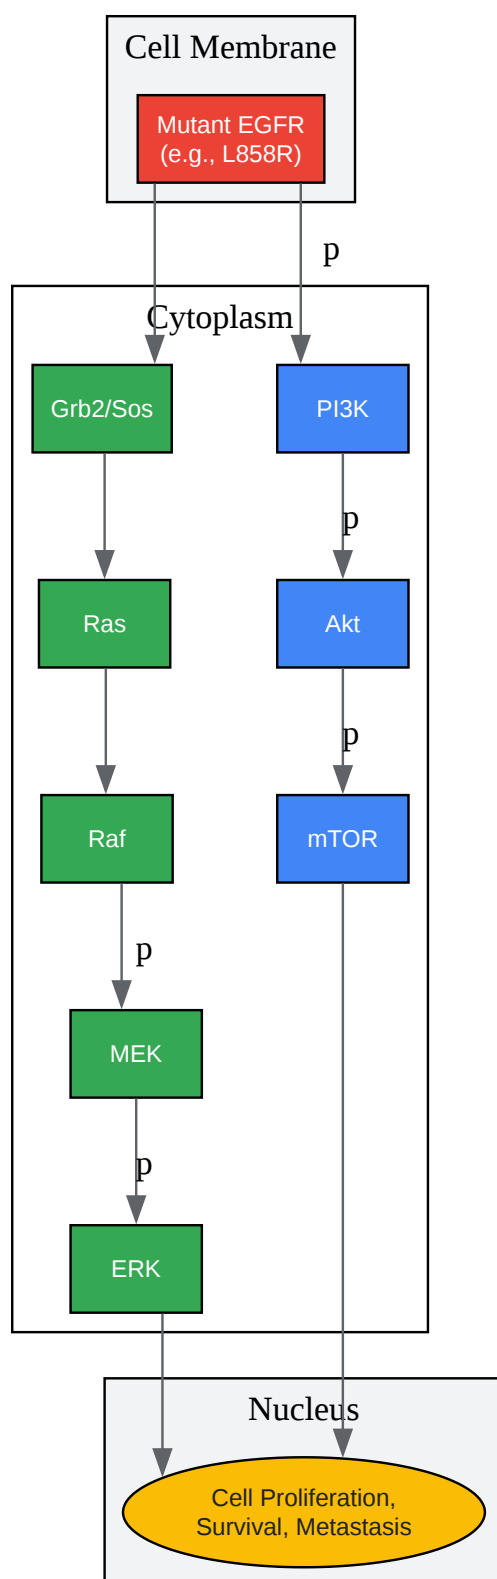 Cell Membrane
Mutant EGFR
(e.g., L858R)
p
Cytoplasm
Grb2/Sos
PI3K
p
Ras
Akt
p
Raf
mTOR
p
MEK
p
ERK
Nucleus
Cell Proliferation,
Survival, Metastasis